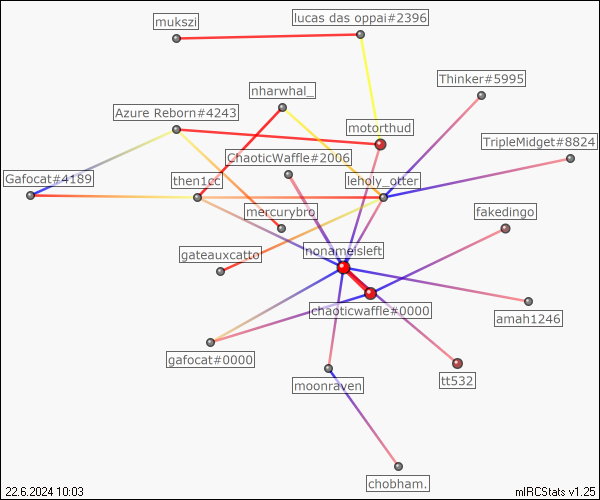 mukszi
lucas das oppai#2396
Thinker#5995
nharwhal_
Azure Reborn#4243
motorthud
TripleMidget#8824
ChaoticWaffle#2006
Gafocat#4189
then1cc
leholy_otter
mercurybro
fakedingo
gateauxcatto
nonameisleft
chaoticwaffle#0000
amah1246
gafocat#0000
moonraven
tt532
chobham.
22.6.2024 10:03
mIRCStats v1.25